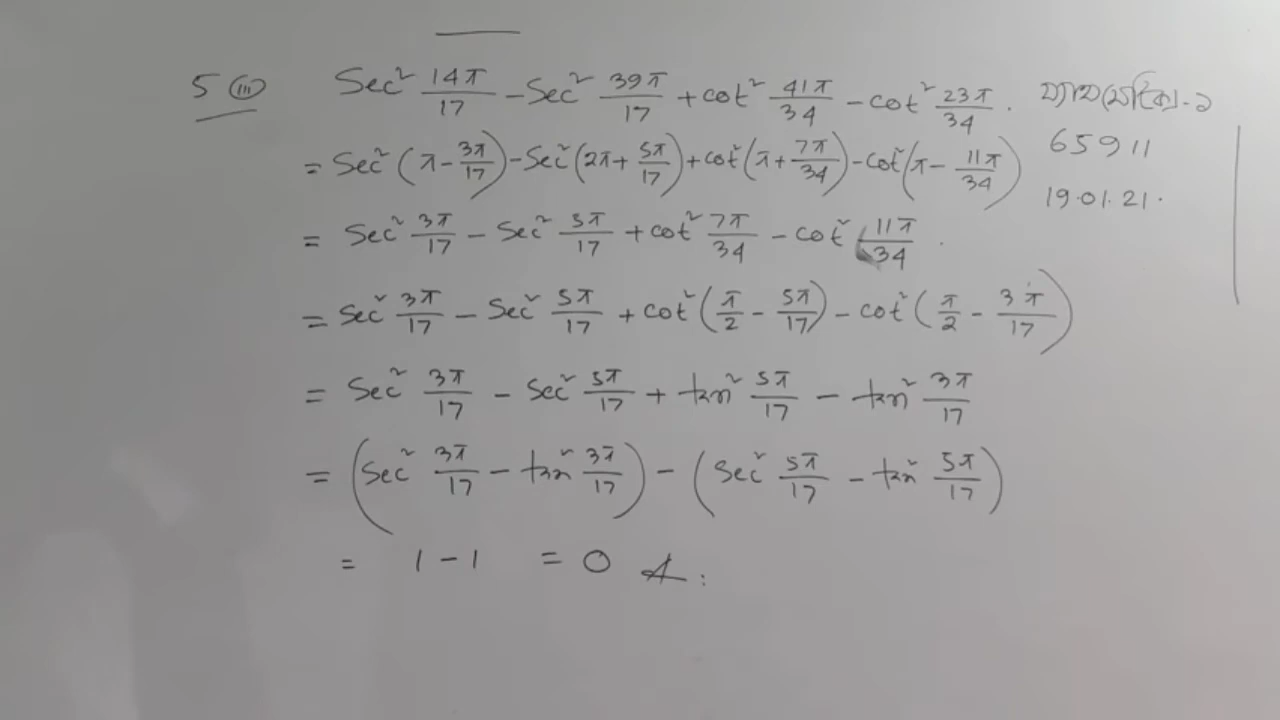 5 (iii) sec² 14π/17 - sec² 39π/17 + cot² 41π/34 - cot² 23π/34 . ম্যাথমেটিক্স-১
= sec² (π - 3π/17) - sec² (2π + 5π/17) + cot² (π + 7π/34) - cot² (π - 11π/34) 65911
= sec² 3π/17 - sec² 5π/17 + cot² 7π/34 - cot² 11π/34 . 19.01.21.
= sec² 3π/17 - sec² 5π/17 + cot² (π/2 - 5π/17) - cot² (π/2 - 3π/17)
= sec² 3π/17 - sec² 5π/17 + tan² 5π/17 - tan² 3π/17
= (sec² 3π/17 - tan² 3π/17) - (sec² 5π/17 - tan² 5π/17)
= 1 - 1 = 0